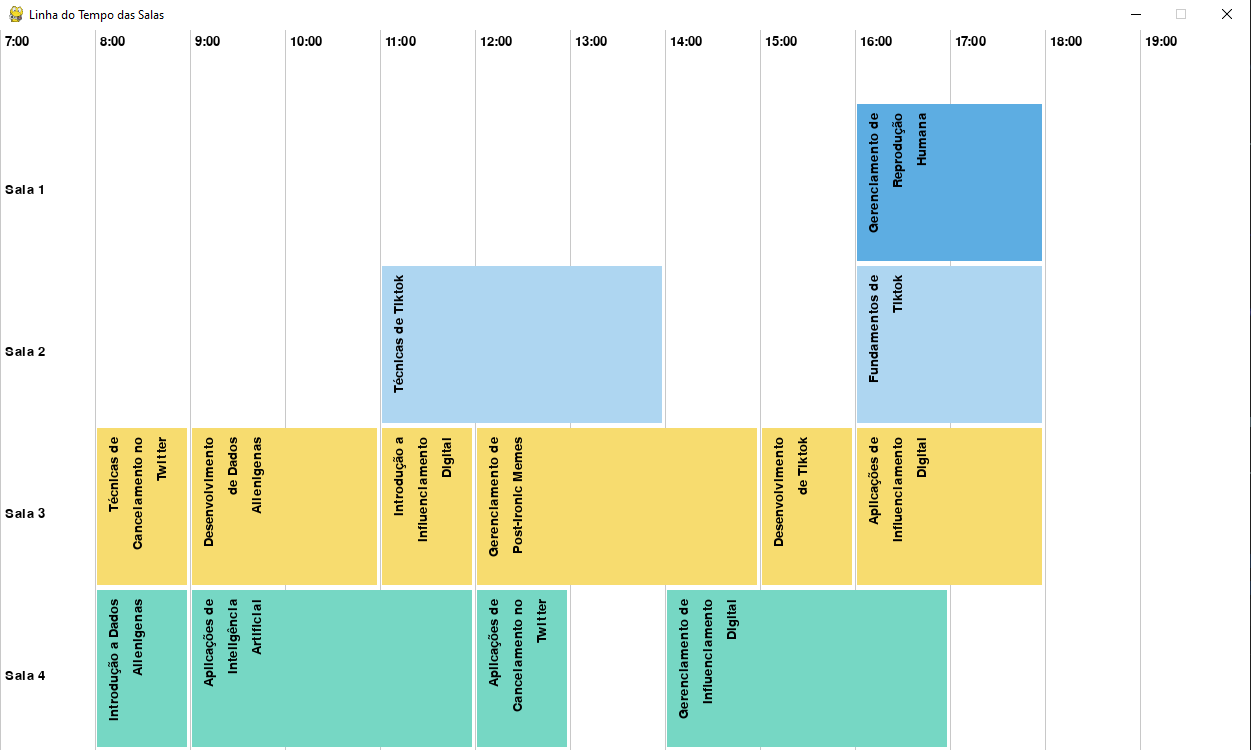 Linha do Tempo das Salas
7:00
8:00
9:00
10:00
11:00
12:00
13:00
14:00
15:00
16:00
17:00
18:00
19:00
Sala 1
Gerenciamento de
Reprodução
Humana
Sala 2
Técnicas de Tiktok
Fundamentos de
Tiktok
Sala 3
Técnicas de
Cancelamento no
Twitter
Desenvolvimento
de Dados
Alienígenas
Introdução a
Influenciamento
Digital
Gerenciamento de
Post-Ironic Memes
Desenvolvimento
de Tiktok
Aplicações de
Influenciamento
Digital
Sala 4
Introdução a Dados
Alienígenas
Aplicações de
Inteligência
Artificial
Aplicações de
Cancelamento no
Twitter
Gerenciamento de
Influenciamento
Digital